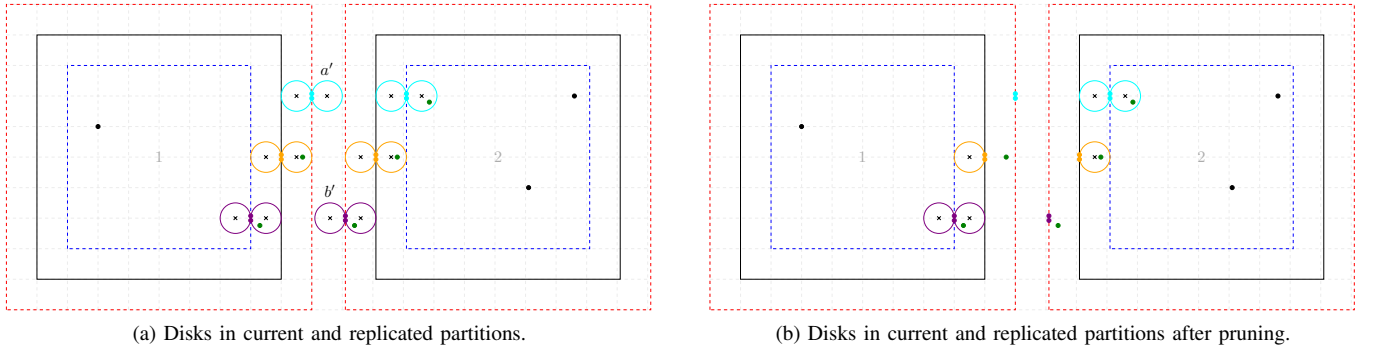 a′
1
2
b′
1
2
(a) Disks in current and replicated partitions.
(b) Disks in current and replicated partitions after pruning.